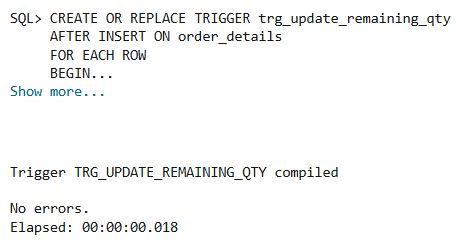 SQL> CREATE OR REPLACE TRIGGER trg_update_remaining_qty
AFTER INSERT ON order_details
FOR EACH ROW
BEGIN...
Show more...
Trigger TRG_UPDATE_REMAINING_QTY compiled
No errors.
Elapsed: 00:00:00.018